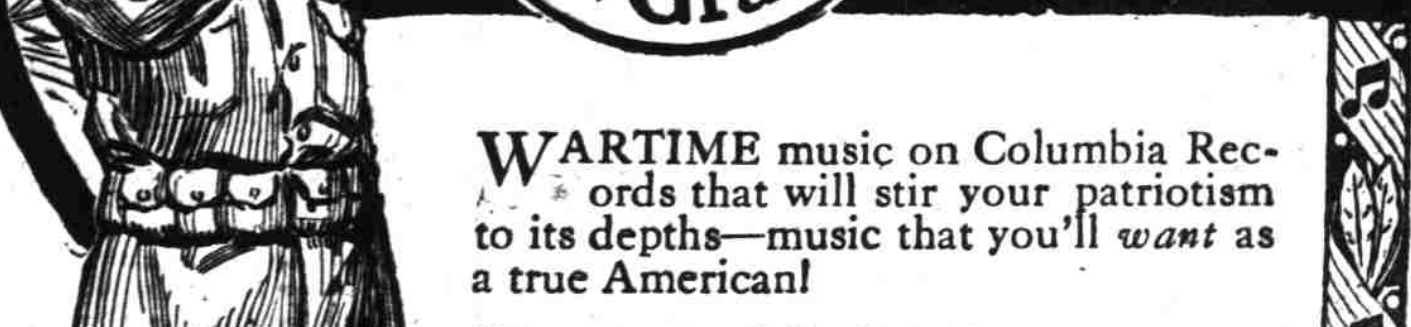 WARTIME music on Columbia Rec-
ords that will stir your patriotism
to its depths—music that you'll want as
a true American!